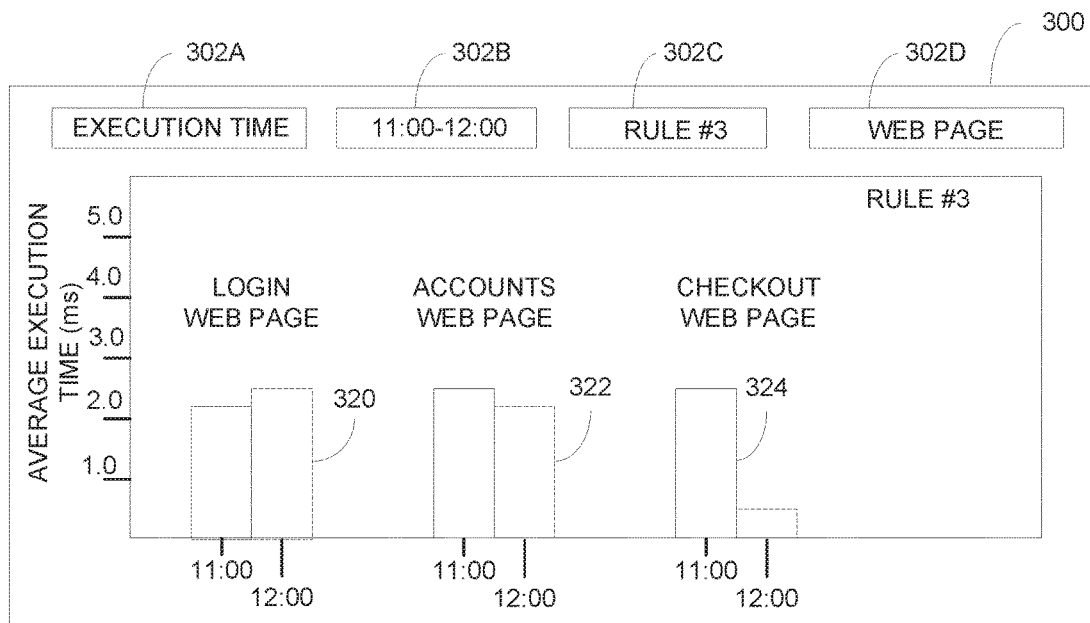 300
302A
302B
302C
302D
EXECUTION TIME
11:00-12:00
RULE #3
WEB PAGE
RULE #3
AVERAGE EXECUTION
TIME (ms)
5.0
4.0
3.0
2.0
1.0
LOGIN
WEB PAGE
ACCOUNTS
WEB PAGE
CHECKOUT
WEB PAGE
320
322
324
11:00
12:00
11:00
12:00
11:00
12:00